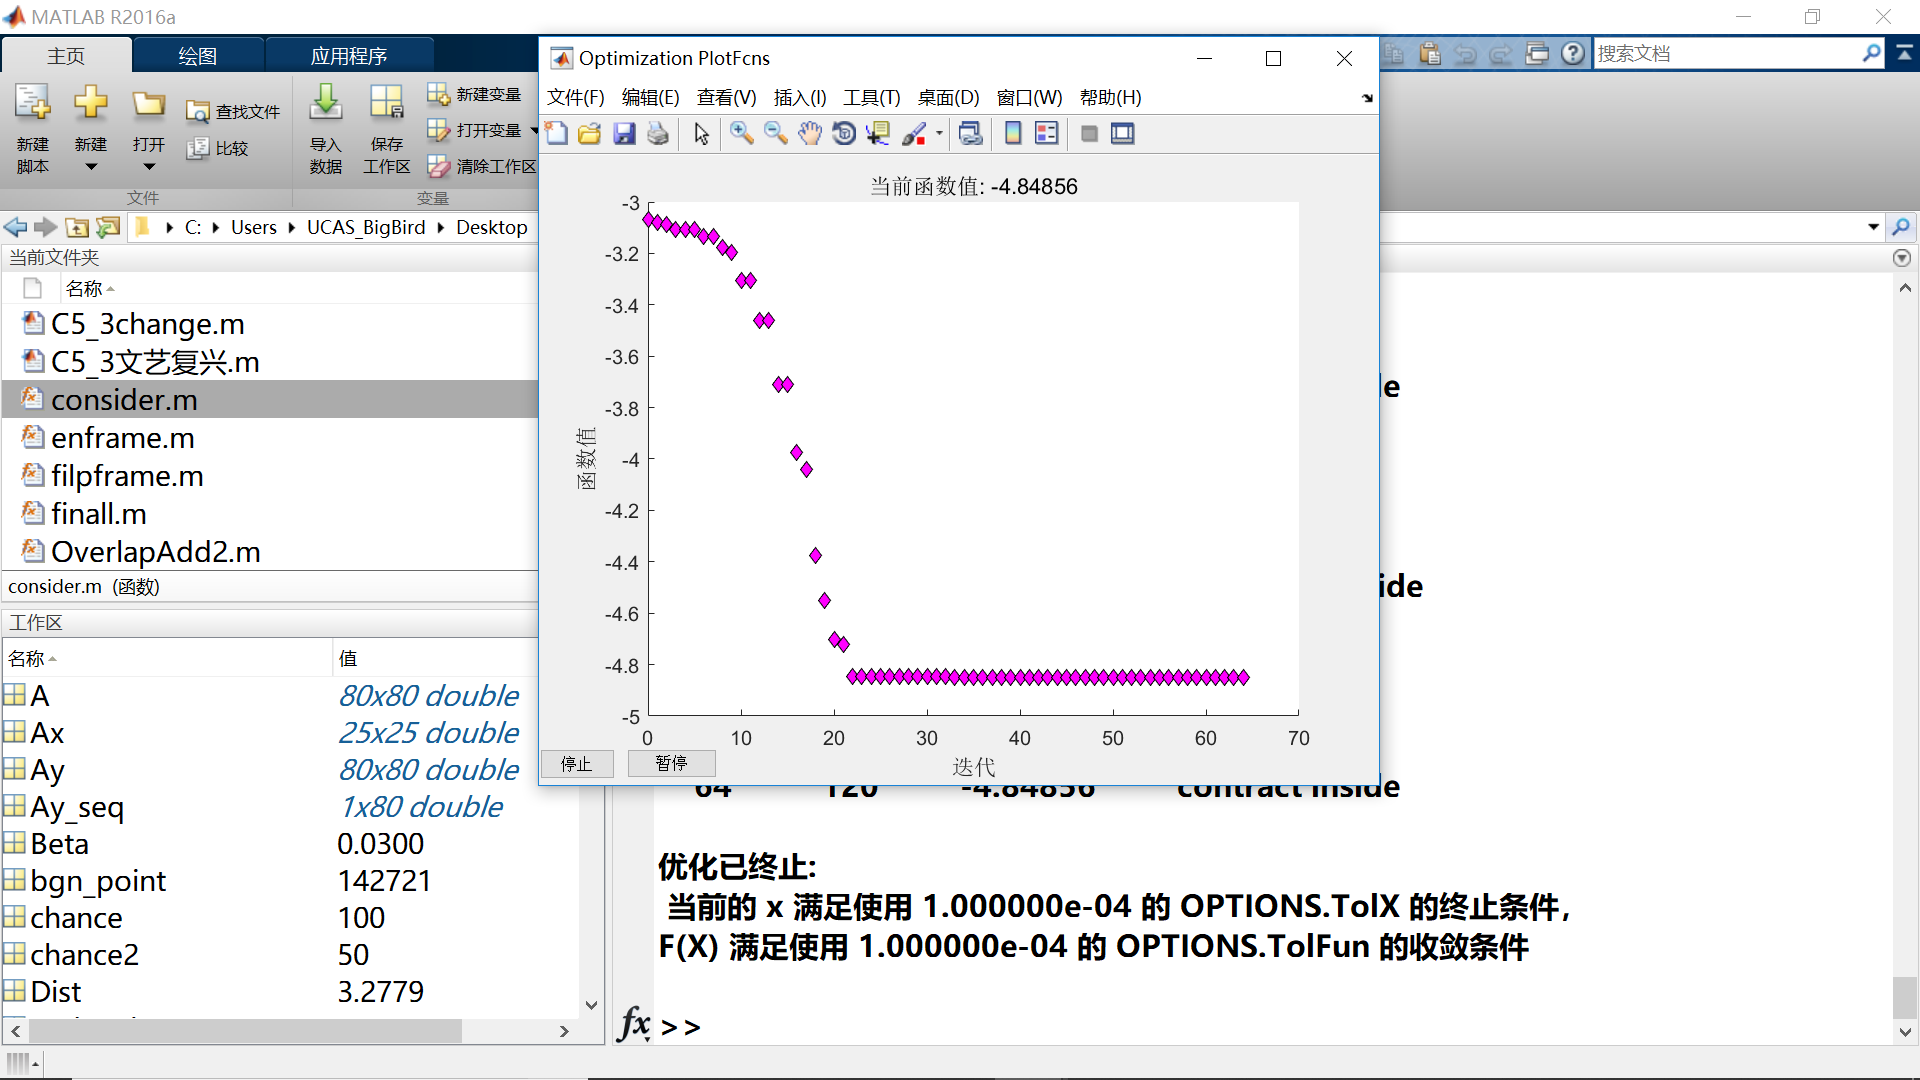 MATLAB R2016a
主页
绘图
应用程序
搜索文档
新建
脚本
新建
打开
查找文件
比较
导入
数据
保存
工作区
新建变量
打开变量
清除工作区
文件
变量
C:
Users
UCAS_BigBird
Desktop
当前文件夹
名称
C5_3change.m
C5_3文艺复兴.m
consider.m
enframe.m
filpframe.m
finall.m
OverlapAdd2.m
consider.m (函数)
工作区
名称
值
A 80x80 double
Ax 25x25 double
Ay 80x80 double
Ay_seq 1x80 double
Beta 0.0300
bgn_point 142721
chance 100
chance2 50
Dist 3.2779
Optimization PlotFcns
文件(F) 编辑(E) 查看(V) 插入(I) 工具(T) 桌面(D) 窗口(W) 帮助(H)
当前函数值: -4.84856
-3
-3.2
-3.4
-3.6
-3.8
-4
-4.2
-4.4
-4.6
-4.8
-5
函数值
0 10 20 30 40 50 60 70
迭代
停止
暂停
le
ide
64 120 -4.84856 contract inside
优化已终止:
当前的 x 满足使用 1.000000e-04 的 OPTIONS.TolX 的终止条件,
F(X) 满足使用 1.000000e-04 的 OPTIONS.TolFun 的收敛条件
fx >>